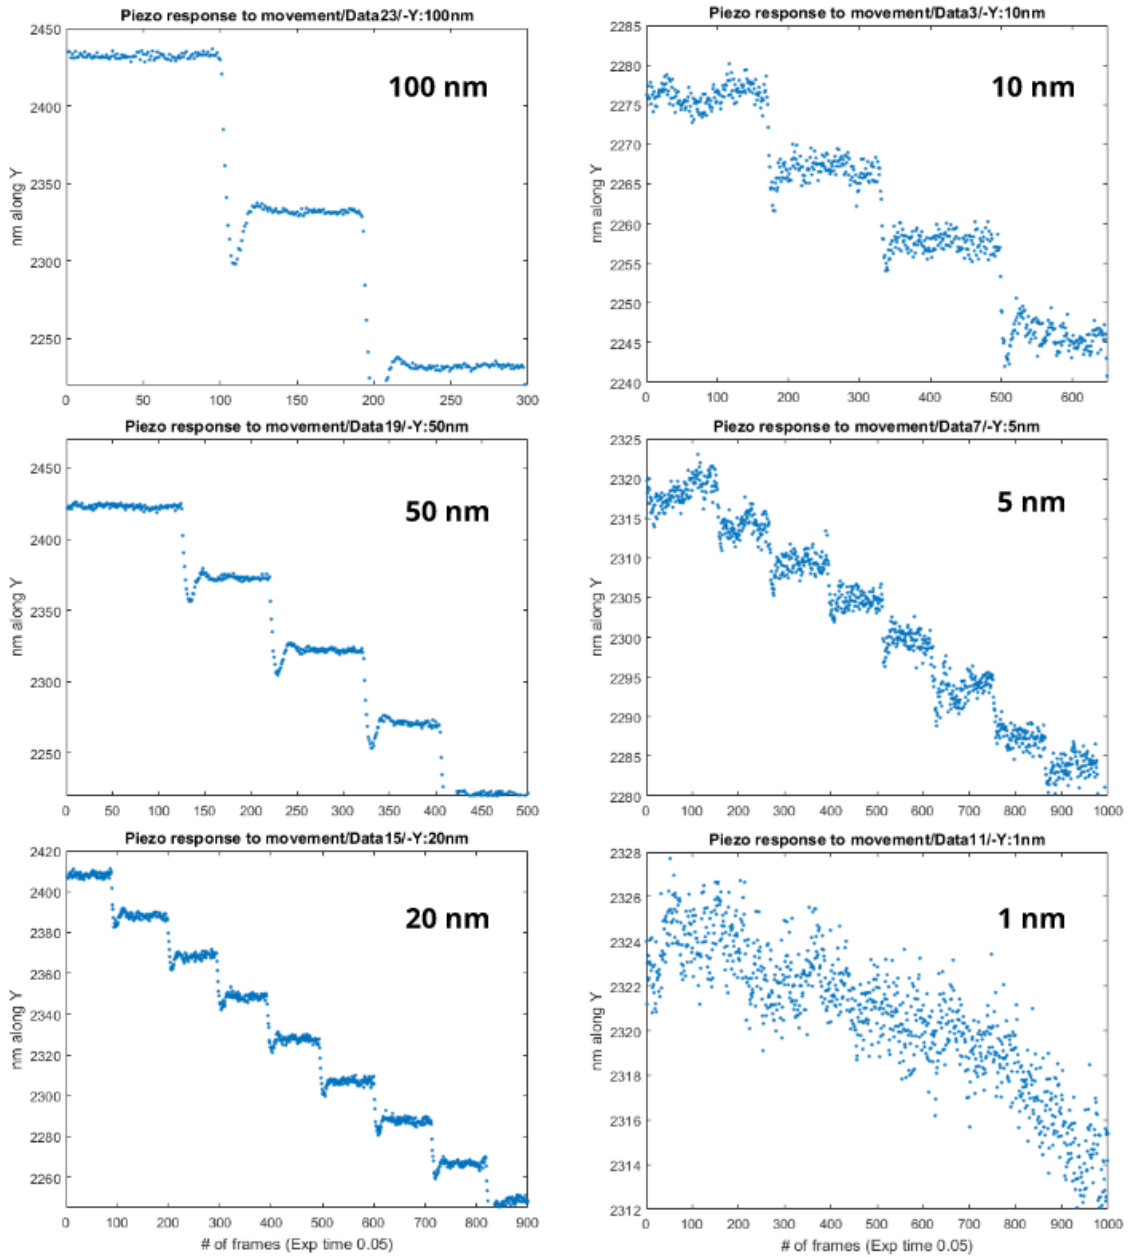 Piezo response to movement/Data23/-Y:100nm
2450
2400
2350
2300
2250
nm along Y
100 nm
0 50 100 150 200 250 300
Piezo response to movement/Data3/-Y:10nm
2285
2280
2275
2270
2265
2260
2255
2250
2245
2240
nm along Y
10 nm
0 100 200 300 400 500 600
Piezo response to movement/Data19/-Y:50nm
2450
2400
2350
2300
2250
nm along Y
50 nm
0 50 100 150 200 250 300 350 400 450 500
Piezo response to movement/Data7/-Y:5nm
2325
2320
2315
2310
2305
2300
2295
2290
2285
2280
nm along Y
5 nm
0 100 200 300 400 500 600 700 800 900 1000
Piezo response to movement/Data15/-Y:20nm
2420
2400
2380
2360
2340
2320
2300
2280
2260
nm along Y
20 nm
0 100 200 300 400 500 600 700 800 900
# of frames (Exp time 0.05)
Piezo response to movement/Data11/-Y:1nm
2328
2326
2324
2322
2320
2318
2316
2314
2312
nm along Y
1 nm
0 100 200 300 400 500 600 700 800 900 1000
# of frames (Exp time 0.05)